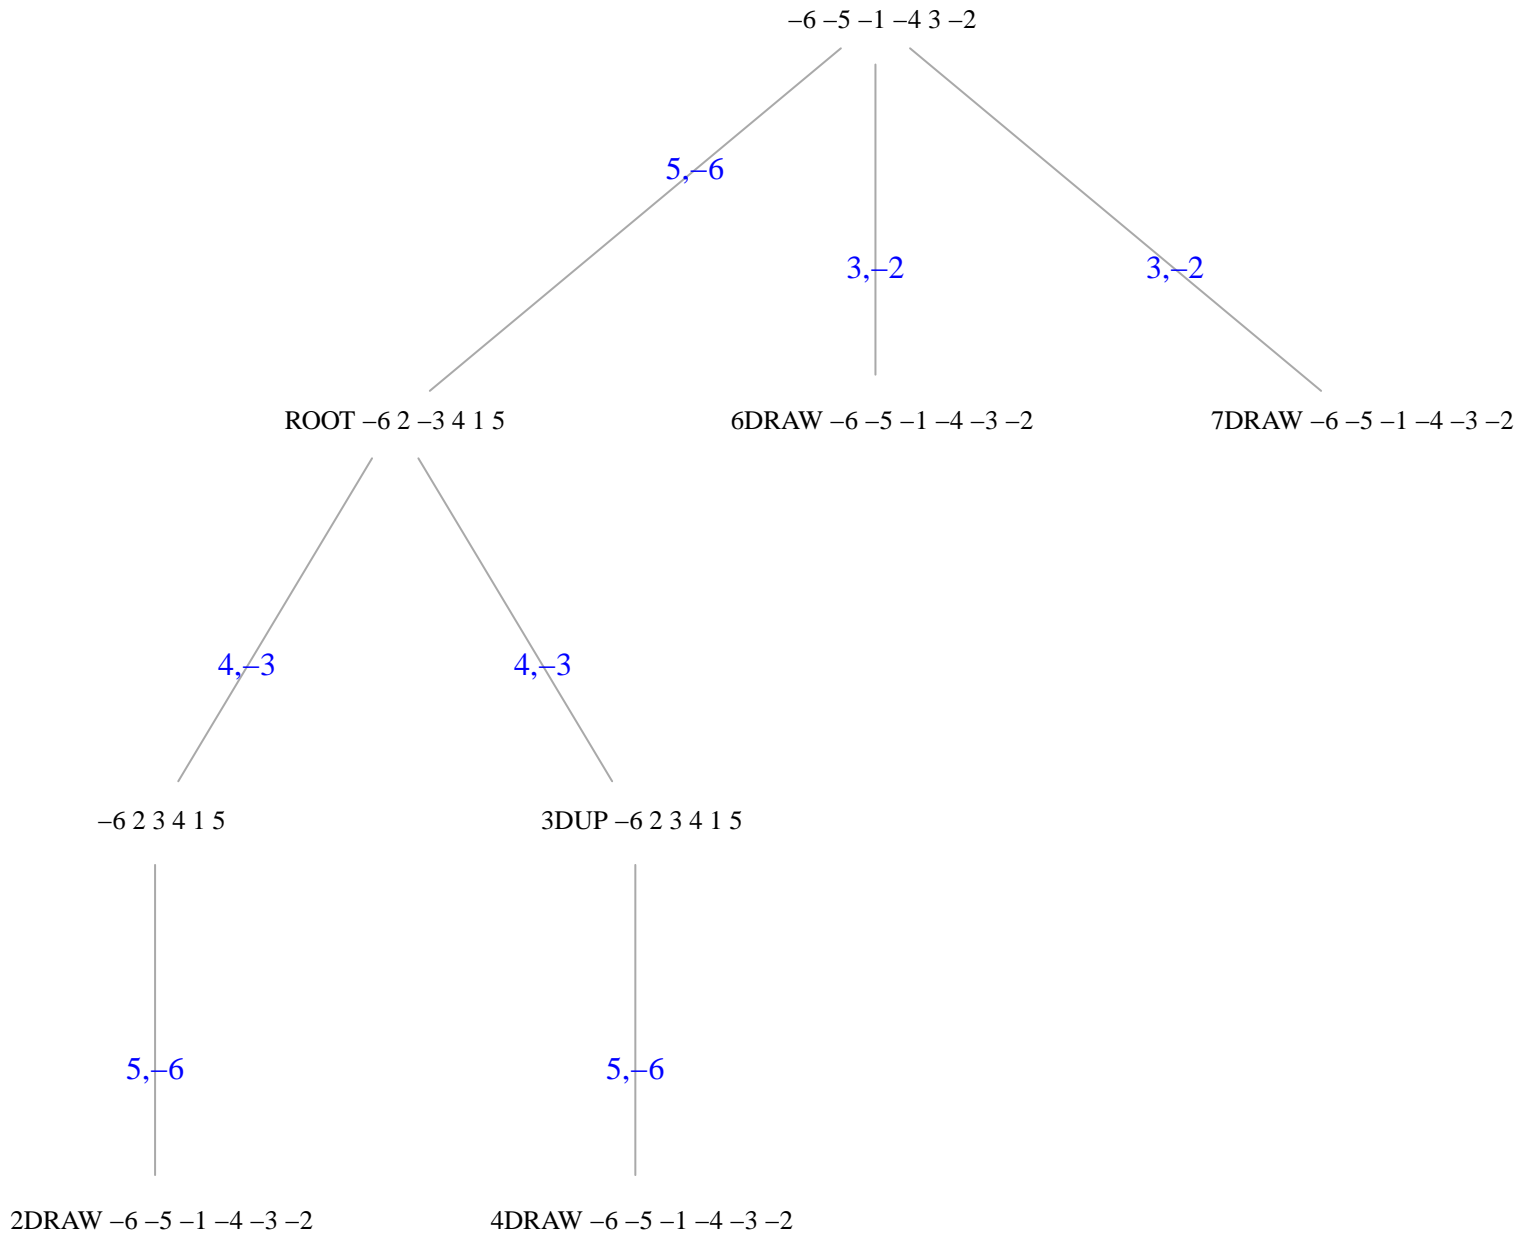 –6 –5 –1 –4 3 –2
5,–6
3,–2
3,–2
ROOT –6 2 –3 4 1 5
6DRAW –6 –5 –1 –4 –3 –2
7DRAW –6 –5 –1 –4 –3 –2
4,–3
4,–3
–6 2 3 4 1 5
3DUP –6 2 3 4 1 5
5,–6
5,–6
2DRAW –6 –5 –1 –4 –3 –2
4DRAW –6 –5 –1 –4 –3 –2